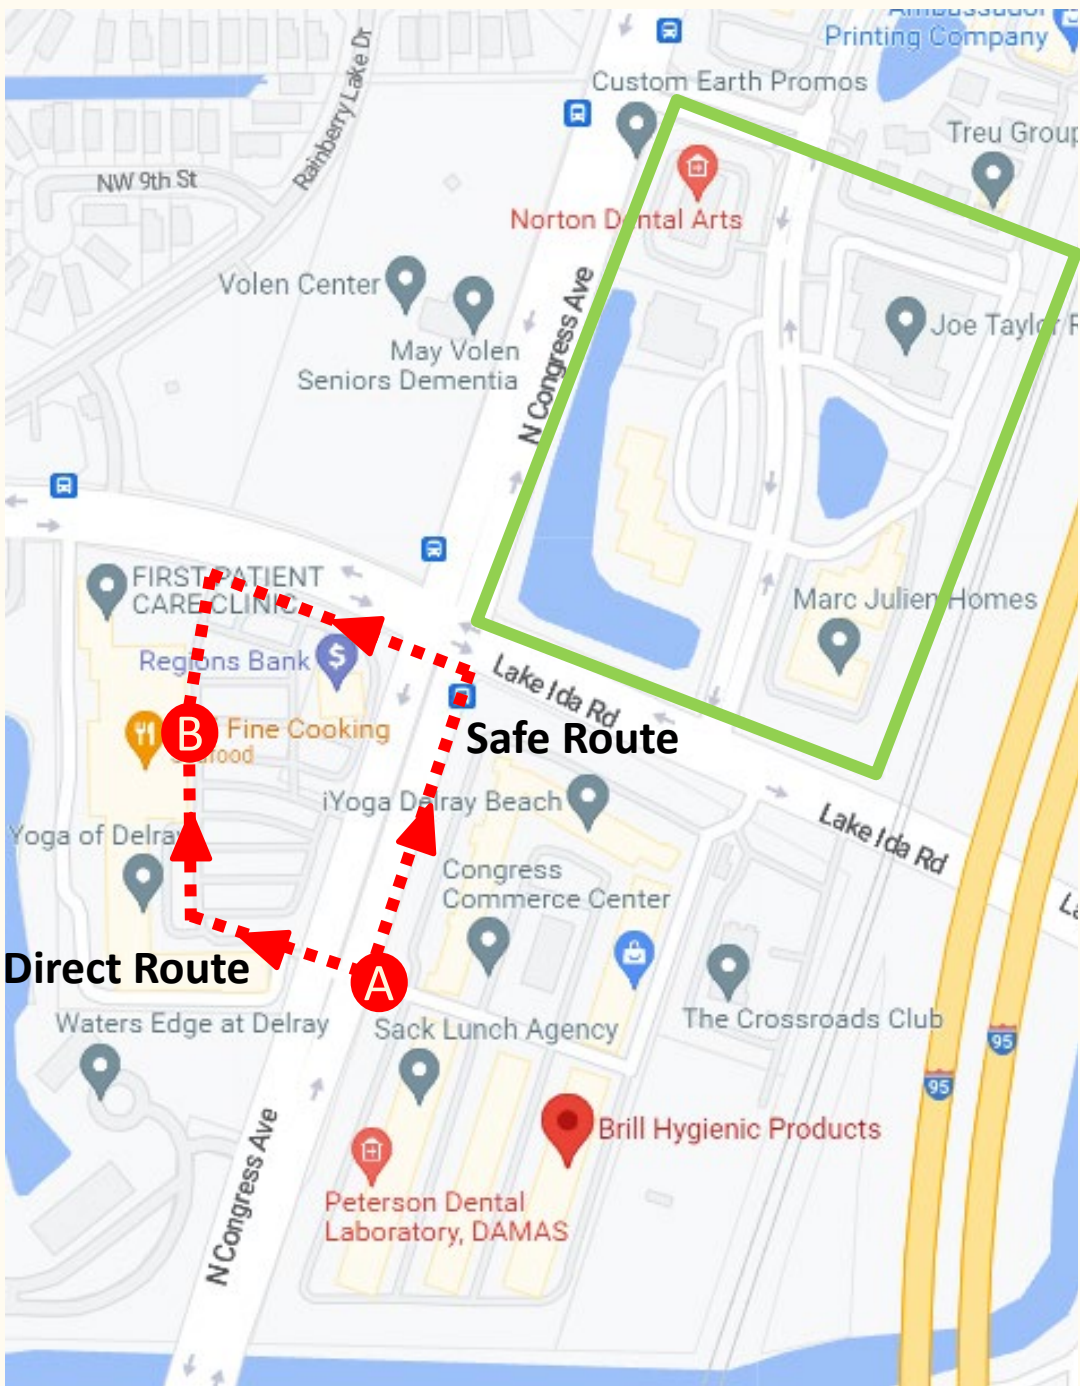 Ambassador
Printing Company
Custom Earth Promos
Treu Group
Rainberry Lake Dr
NW 9th St
Norton Dental Arts
Volen Center
N Congress Ave
Joe Taylor R
May Volen
Seniors Dementia
FIRST PATIENT
CARE CLINIC
Marc Julien Homes
Regions Bank
$
Lake Ida Rd
B
Fine Cooking
Safe Route
iYoga Delray Beach
Yoga of Delray
Lake Ida Rd
Congress
Commerce Center
La
Direct Route
A
Waters Edge at Delray
Sack Lunch Agency
The Crossroads Club
95
95
Brill Hygienic Products
N Congress Ave
Peterson Dental
Laboratory, DAMAS